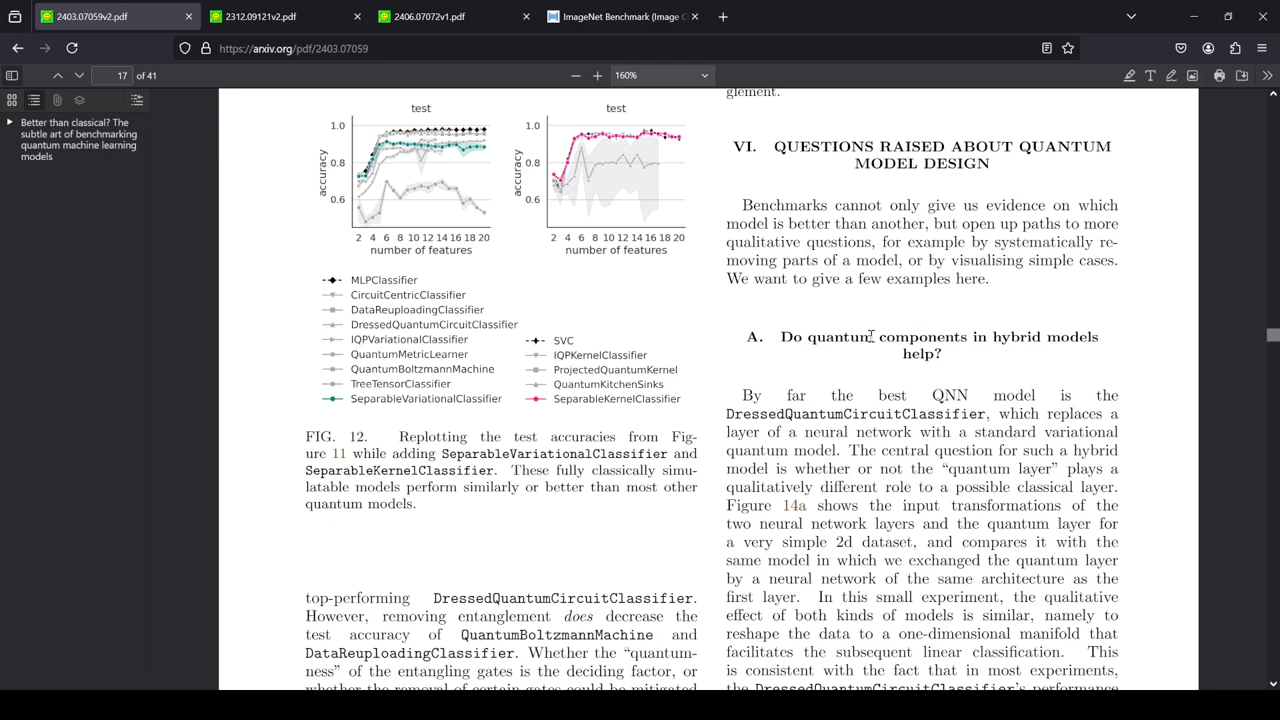 2403.07059v2.pdf
2312.09121v2.pdf
2406.07072v1.pdf
ImageNet Benchmark (Image C
https://arxiv.org/pdf/2403.07059
17 of 41
160%
Better than classical? The
subtle art of benchmarking
quantum machine learning
models
test
test
1.0
0.8
0.6
accuracy
2 4 6 8 10 12 14 16 18 20
number of features
1.0
0.8
0.6
accuracy
2 4 6 8 10 12 14 16 18 20
number of features
MLPClassifier
CircuitCentricClassifier
DataReuploadingClassifier
DressedQuantumCircuitClassifier
IQPVariationalClassifier
QuantumMetricLearner
QuantumBoltzmannMachine
TreeTensorClassifier
SeparableVariationalClassifier
SVC
IQPKernelClassifier
ProjectedQuantumKernel
QuantumKitchenSinks
SeparableKernelClassifier
FIG. 12. Replotting the test accuracies from Fig-
ure 11 while adding SeparableVariationalClassifier and
SeparableKernelClassifier. These fully classically simu-
latable models perform similarly or better than most other
quantum models.
top-performing DressedQuantumCircuitClassifier.
However, removing entanglement does decrease the
test accuracy of QuantumBoltzmannMachine and
DataReuploadingClassifier. Whether the “quantum-
ness” of the entangling gates is the deciding factor, or
whether the removal of certain gates could be mitigated
glement.
VI. QUESTIONS RAISED ABOUT QUANTUM
MODEL DESIGN
Benchmarks cannot only give us evidence on which
model is better than another, but open up paths to more
qualitative questions, for example by systematically re-
moving parts of a model, or by visualising simple cases.
We want to give a few examples here.
A. Do quantum components in hybrid models
help?
By far the best QNN model is the
DressedQuantumCircuitClassifier, which replaces a
layer of a neural network with a standard variational
quantum model. The central question for such a hybrid
model is whether or not the “quantum layer” plays a
qualitatively different role to a possible classical layer.
Figure 14a shows the input transformations of the
two neural network layers and the quantum layer for
a very simple 2d dataset, and compares it with the
same model in which we exchanged the quantum layer
by a neural network of the same architecture as the
first layer. In this small experiment, the qualitative
effect of both kinds of models is similar, namely to
reshape the data to a one-dimensional manifold that
facilitates the subsequent linear classification. This
is consistent with the fact that in most experiments,
the DressedQuantumCircuitClassifier's performance